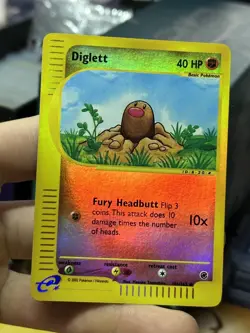 Diglett 40 HP
Basic Pokémon
Fury Headbutt Flip 3
coins. This attack does 10
damage times the number
of heads.
10x
weakness resistance retreat cost